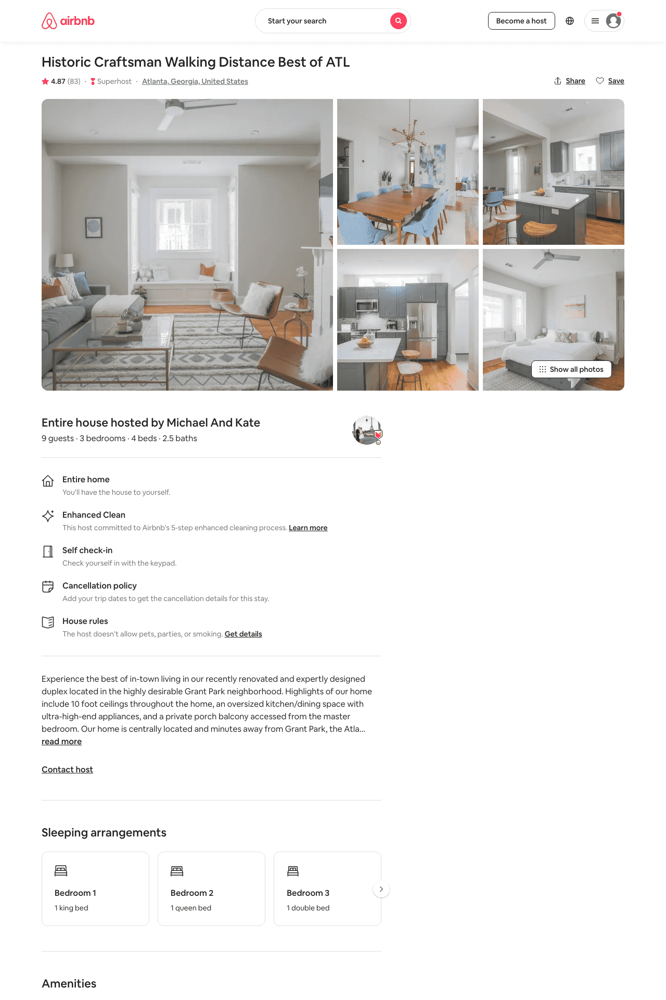 airbnb
Start your search
Become a host
Historic Craftsman Walking Distance Best of ATL
4.87 (83) · Superhost · Atlanta, Georgia, United States
Share
Save
Show all photos
Entire house hosted by Michael And Kate
9 guests · 3 bedrooms · 4 beds · 2.5 baths
Entire home
You’ll have the house to yourself.
Enhanced Clean
This host committed to Airbnb's 5-step enhanced cleaning process. Learn more
Self check-in
Check yourself in with the keypad.
Cancellation policy
Add your trip dates to get the cancellation details for this stay.
House rules
The host doesn’t allow pets, parties, or smoking. Get details
Experience the best of in-town living in our recently renovated and expertly designed
duplex located in the highly desirable Grant Park neighborhood. Highlights of our home
include 10 foot ceilings throughout the home, an oversized kitchen/dining space with
ultra-high-end appliances, and a private porch balcony accessed from the master
bedroom. Our home is centrally located and minutes away from Grant Park, the Atla...
read more
Contact host
Sleeping arrangements
Bedroom 1
1 king bed
Bedroom 2
1 queen bed
Bedroom 3
1 double bed
Amenities